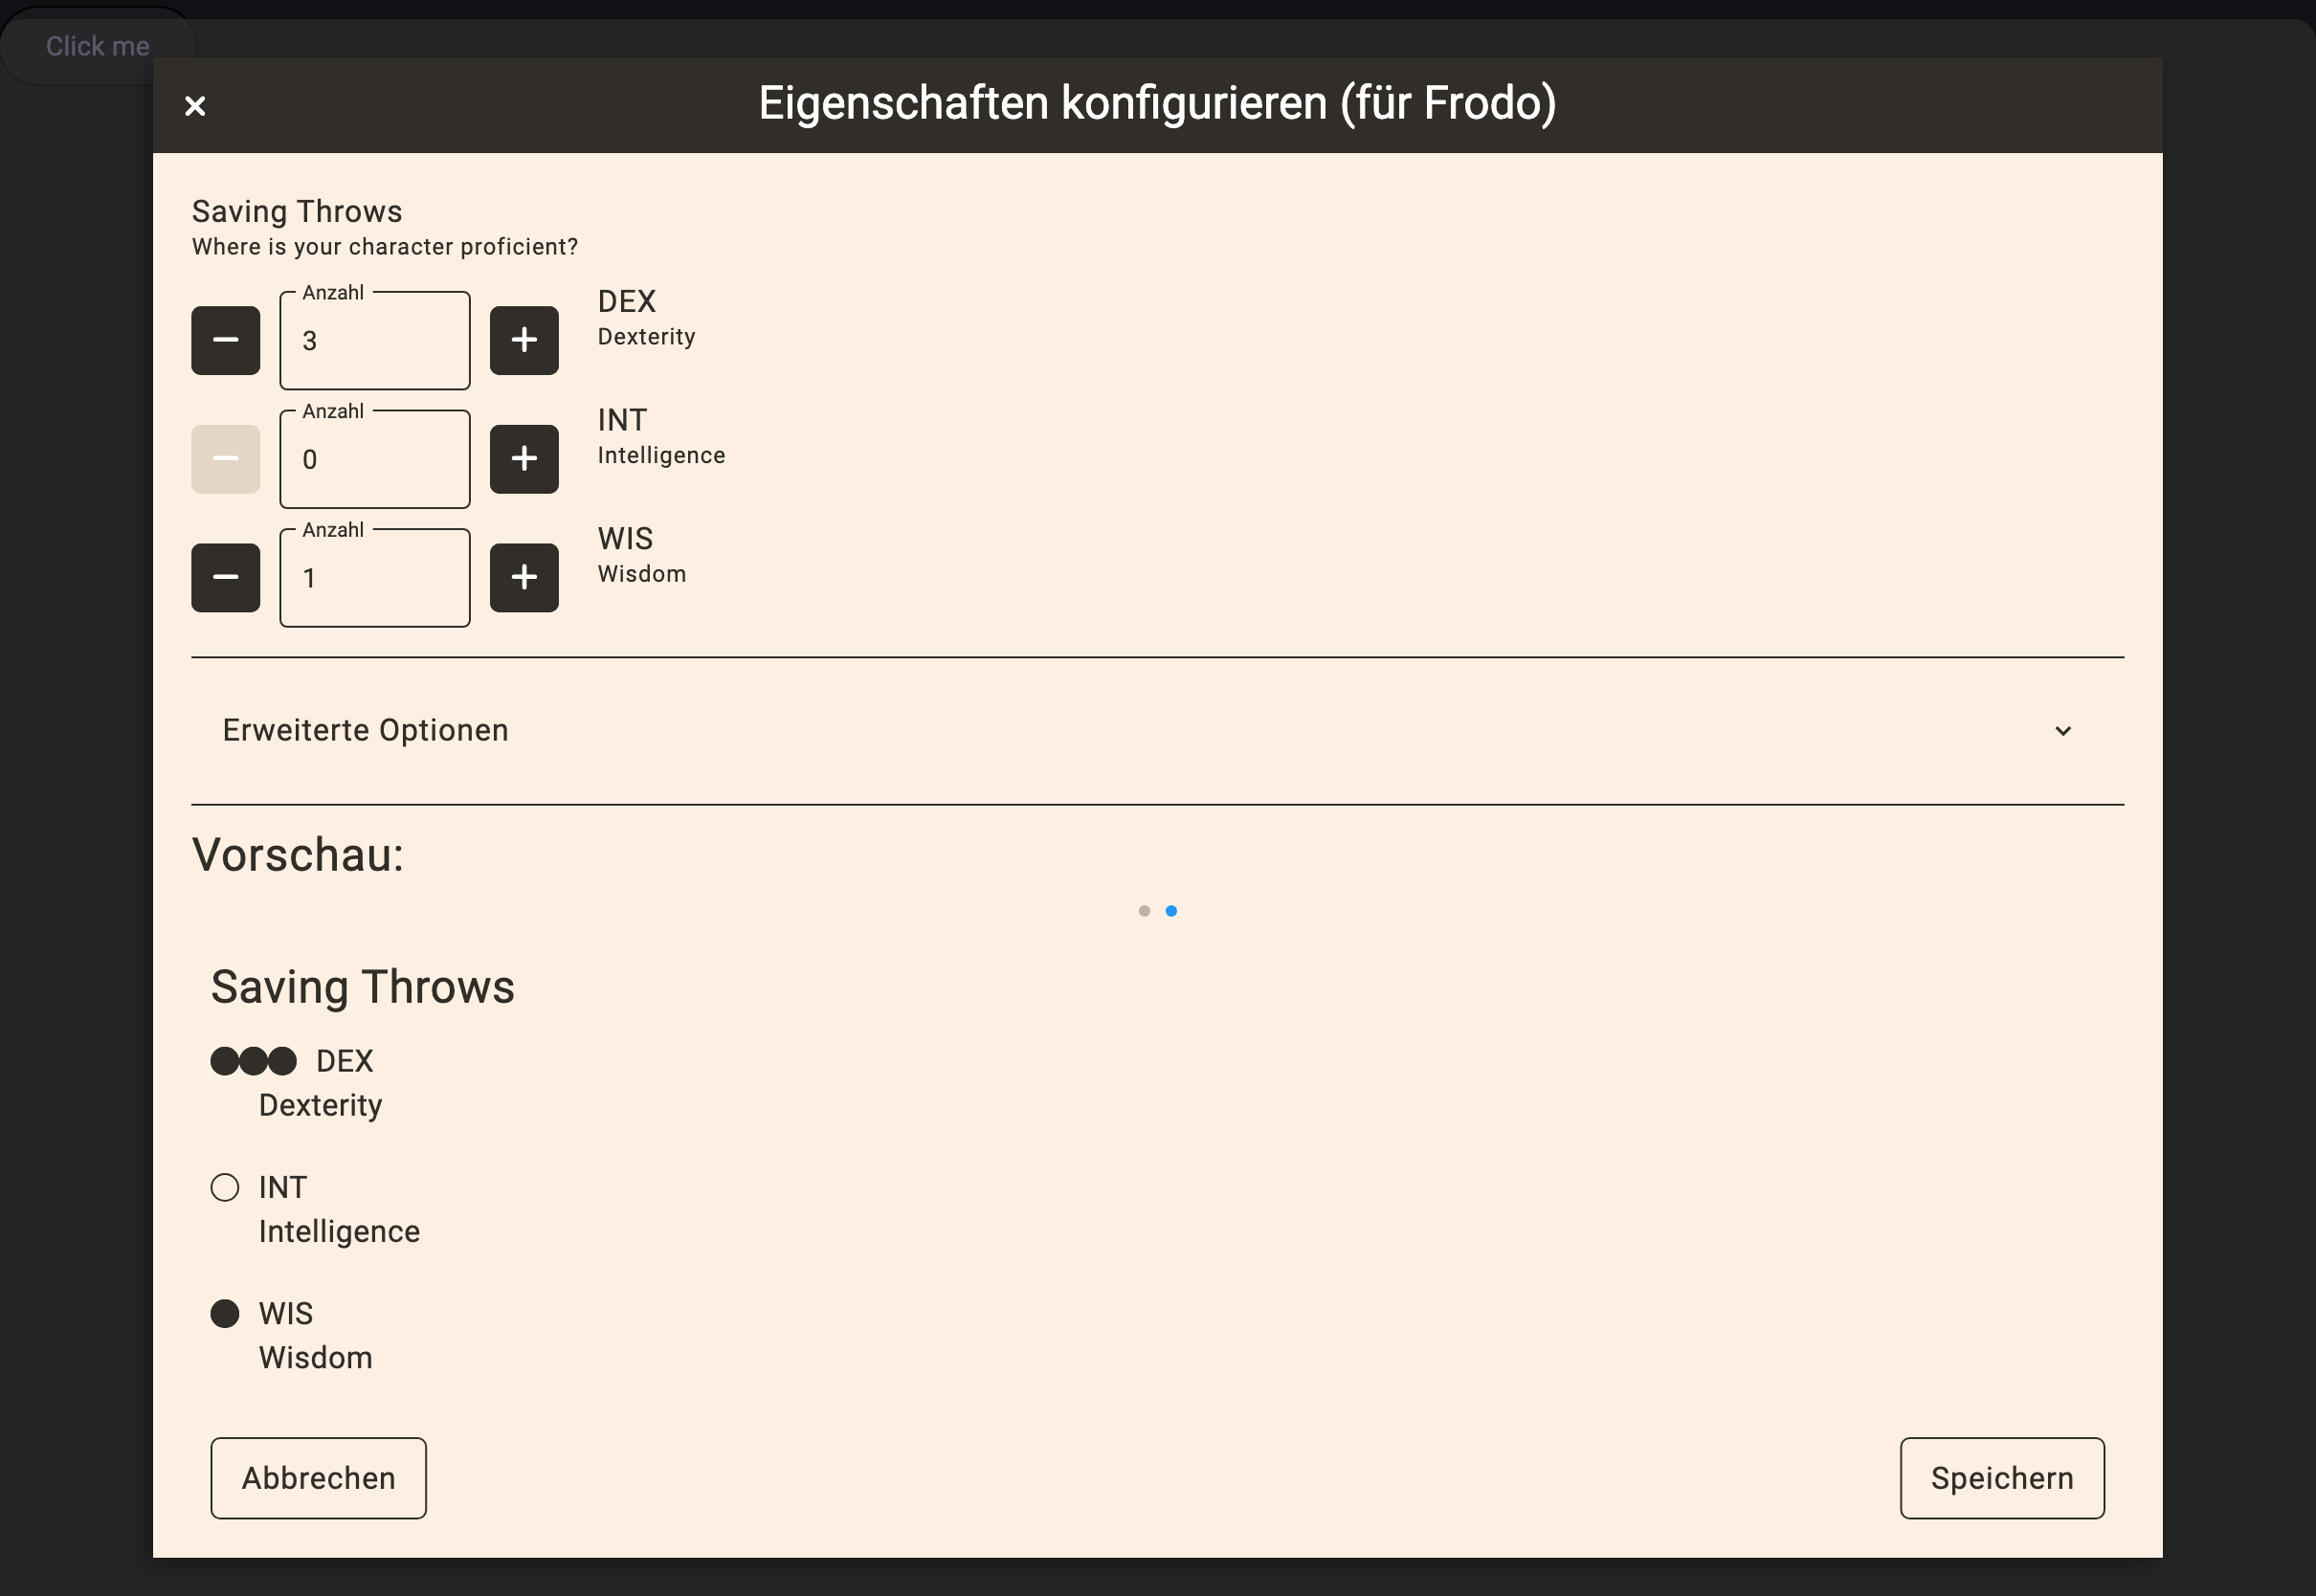 Click me
Eigenschaften konfigurieren (für Frodo)
Saving Throws
Where is your character proficient?
Anzahl
3
DEX
Dexterity
Anzahl
0
INT
Intelligence
Anzahl
1
WIS
Wisdom
Erweiterte Optionen
Vorschau:
Saving Throws
DEX
Dexterity
INT
Intelligence
WIS
Wisdom
Abbrechen
Speichern